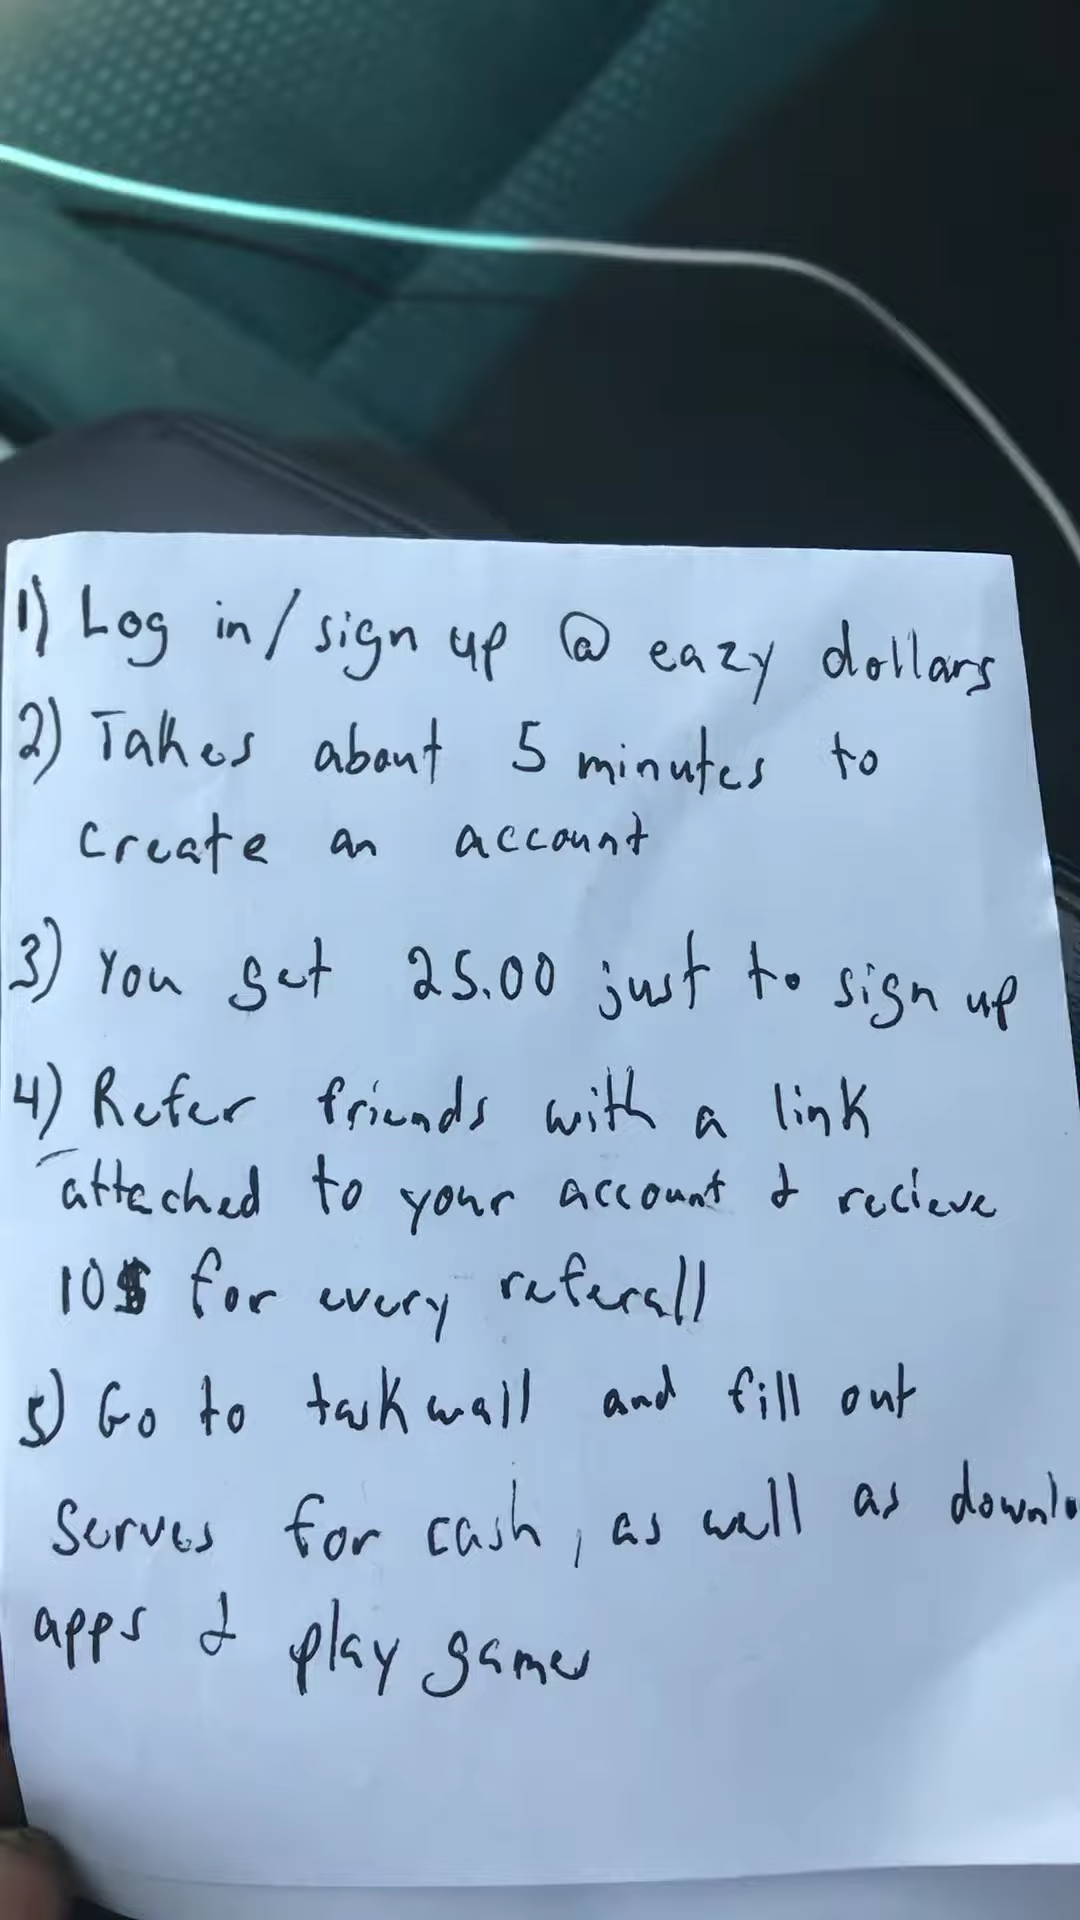 1) Log in/sign up @ eazy dollars
2) Takes about 5 minutes to
create an account
3) You get 25.00 just to sign up
4) Refer friends with a link
attached to your account & recieve
10$ for every referall
5) Go to taskwall and fill out
Serves for cash, as well as downlo
apps & play games